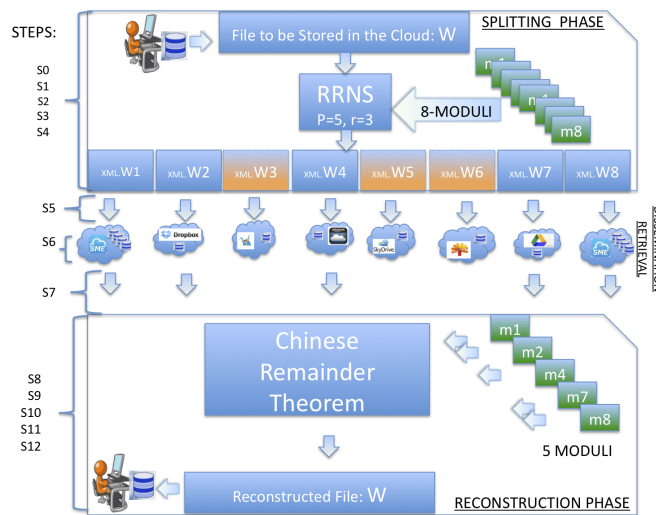 STEPS:
File to be Stored in the Cloud: W
SPLITTING PHASE
S0
S1
S2
S3
S4
RRNS
P=5, r=3
8-MODULI
m1
m8
XML.W1
XML.W2
XML.W3
XML.W4
XML.W5
XML.W6
XML.W7
XML.W8
S5
S6
S7
SME
Dropbox
SkyDrive
SME
RETRIEVAL
Chinese
Remainder
Theorem
m1
m2
m4
m7
m8
5 MODULI
S8
S9
S10
S11
S12
Reconstructed File: W
RECONSTRUCTION PHASE